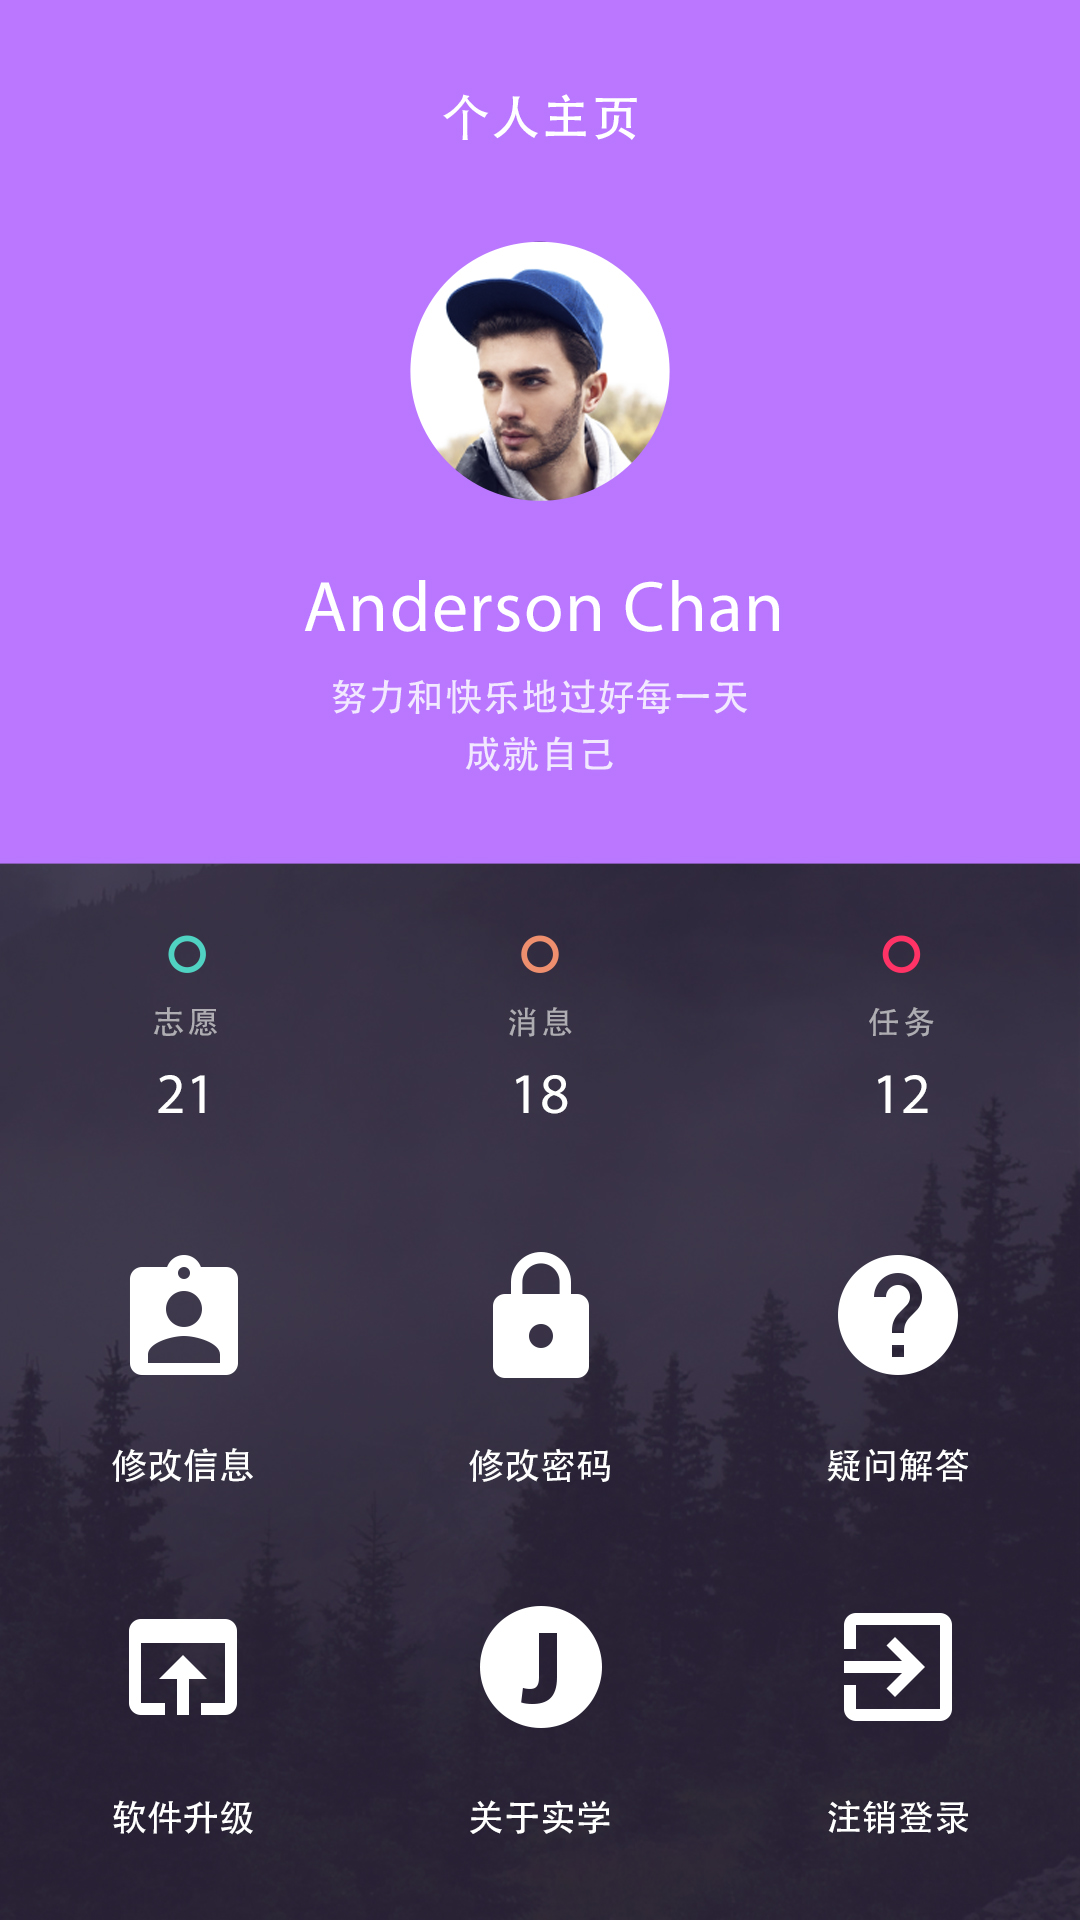 个人主页
Anderson Chan
努力和快乐地过好每一天
成就自己
志愿 消息 任务
21 18 12
修改信息 修改密码 疑问解答
J
软件升级 关于实学 注销登录